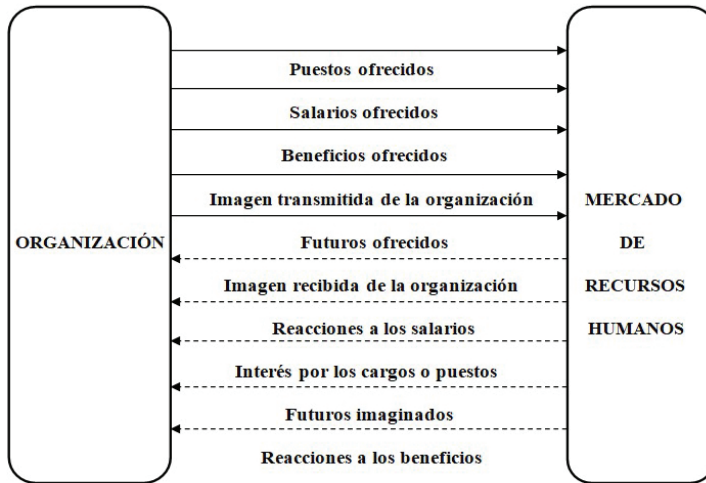 Puestos ofrecidos
Salarios ofrecidos
Beneficios ofrecidos
Imagen transmitida de la organización
ORGANIZACIÓN
Futuros ofrecidos
Imagen recibida de la organización
Reacciones a los salarios
Interés por los cargos o puestos
Futuros imaginados
Reacciones a los beneficios
MERCADO
DE
RECURSOS
HUMANOS